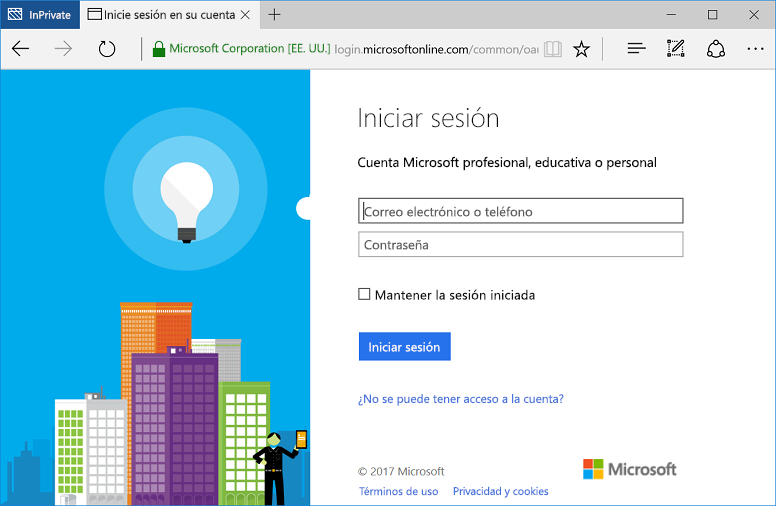 InPrivate
Inicie sesión en su cuenta
Microsoft Corporation [EE. UU.] login.microsoftonline.com/common/oau
Iniciar sesión
Cuenta Microsoft profesional, educativa o personal
Correo electrónico o teléfono
Contraseña
Mantener la sesión iniciada
Iniciar sesión
¿No se puede tener acceso a la cuenta?
© 2017 Microsoft
Microsoft
Términos de uso Privacidad y cookies